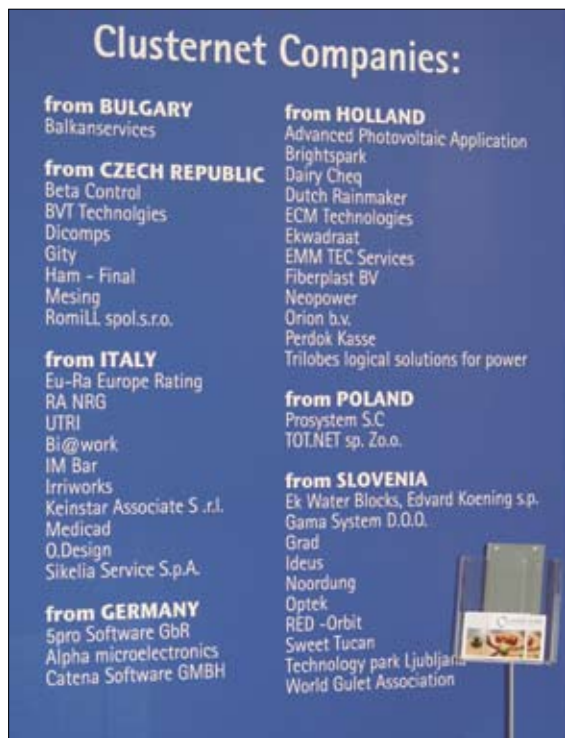 Clusternet Companies:
from BULGARY
Balkanservices
from CZECH REPUBLIC
Beta Control
BVT Technolgies
Dicomps
Gity
Ham - Final
Mesing
RomiLL spol.s.r.o.
from ITALY
Eu-Ra Europe Rating
RA NRG
UTRI
Bi@work
IM Bar
Irriworks
Keinstar Associate S .r.l.
Medicad
O.Design
Sikelia Service S.p.A.
from GERMANY
5pro Software GbR
Alpha microelectronics
Catena Software GMBH
from HOLLAND
Advanced Photovoltaic Application
Brightspark
Dairy Cheq
Dutch Rainmaker
ECM Technologies
Ekwadraat
EMM TEC Services
Fiberplast BV
Neopower
Orion b.v.
Perdok Kasse
Trilobes logical solutions for power
from POLAND
Prosystem S.C
TOT.NET sp. Zo.o.
from SLOVENIA
Ek Water Blocks, Edvard Koening s.p.
Gama System D.O.O.
Grad
Ideus
Noordung
Optek
RED -Orbit
Sweet Tucan
Technology park Ljubljana
World Gulet Association